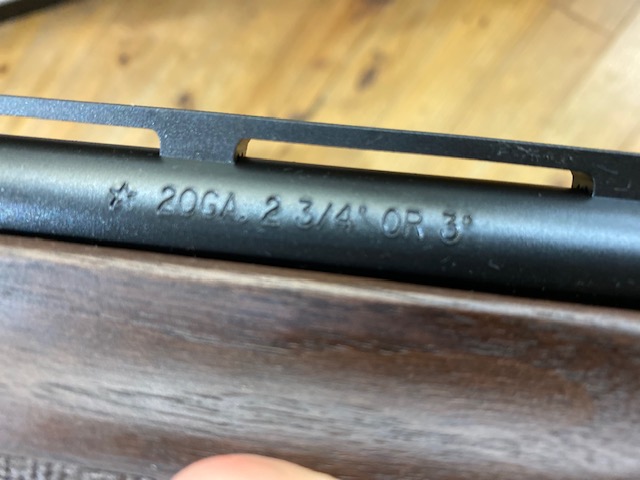 ☆ 20GA. 2 3/4" OR 3"